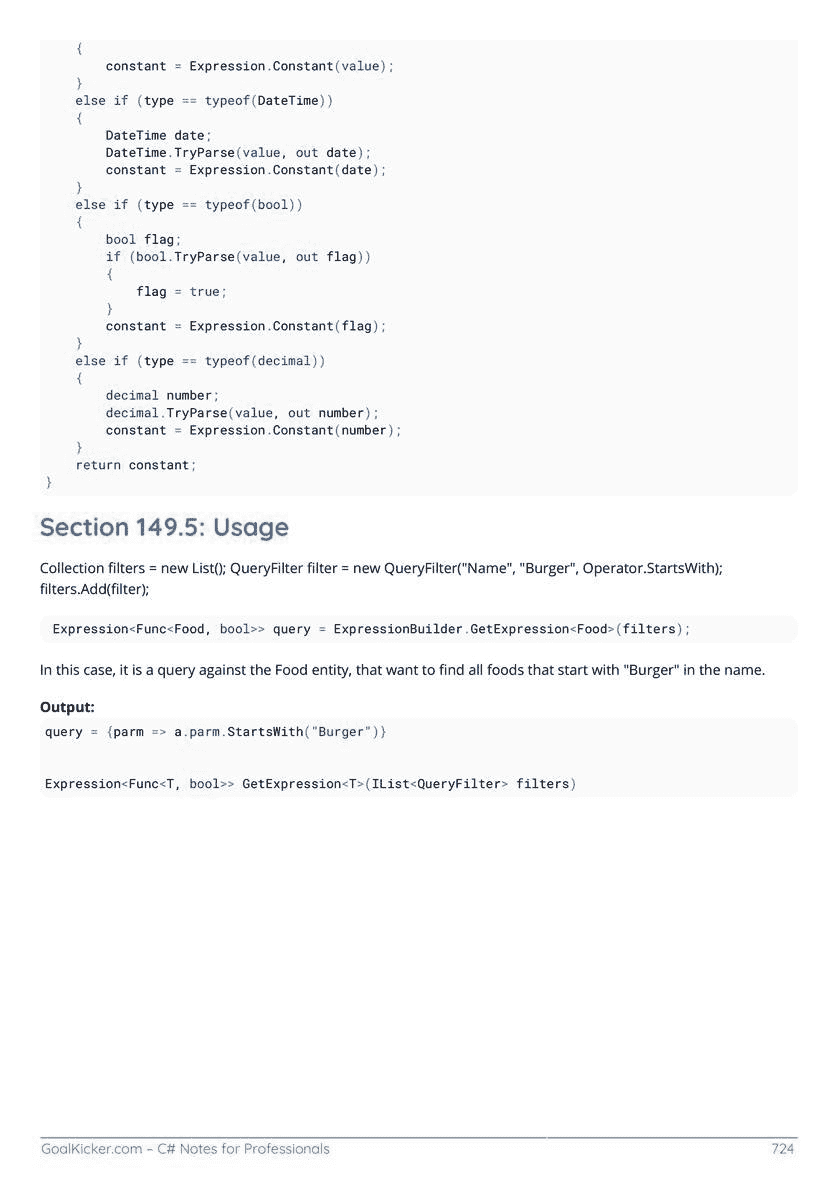 {
        constant = Expression.Constant(value);
    }
    else if (type == typeof(DateTime))
    {
        DateTime date;
        DateTime.TryParse(value, out date);
        constant = Expression.Constant(date);
    }
    else if (type == typeof(bool))
    {
        bool flag;
        if (bool.TryParse(value, out flag))
        {
            flag = true;
        }
        constant = Expression.Constant(flag);
    }
    else if (type == typeof(decimal))
    {
        decimal number;
        decimal.TryParse(value, out number);
        constant = Expression.Constant(number);
    }
    return constant;
}
Section 149.5: Usage
Collection filters = new List(); QueryFilter filter = new QueryFilter("Name", "Burger", Operator.StartsWith);
filters.Add(filter);
Expression<Func<Food, bool>> query = ExpressionBuilder.GetExpression<Food>(filters);
In this case, it is a query against the Food entity, that want to find all foods that start with "Burger" in the name.
Output:
query = {parm => a.parm.StartsWith("Burger")}
Expression<Func<T, bool>> GetExpression<T>(IList<QueryFilter> filters)
GoalKicker.com – C# Notes for Professionals 724